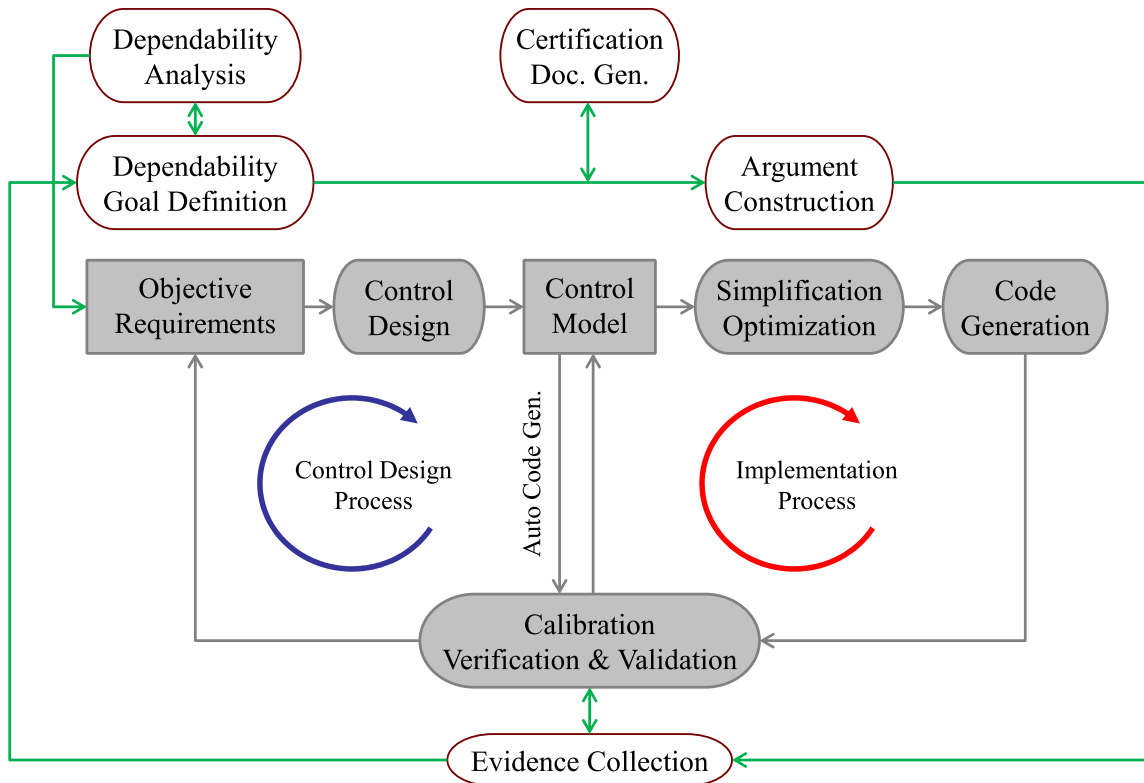 Dependability
Analysis
Certification
Doc. Gen.
Dependability
Goal Definition
Argument
Construction
Objective
Requirements
Control
Design
Control
Model
Simplification
Optimization
Code
Generation
Control Design
Process
Auto Code Gen.
Implementation
Process
Calibration
Verification & Validation
Evidence Collection